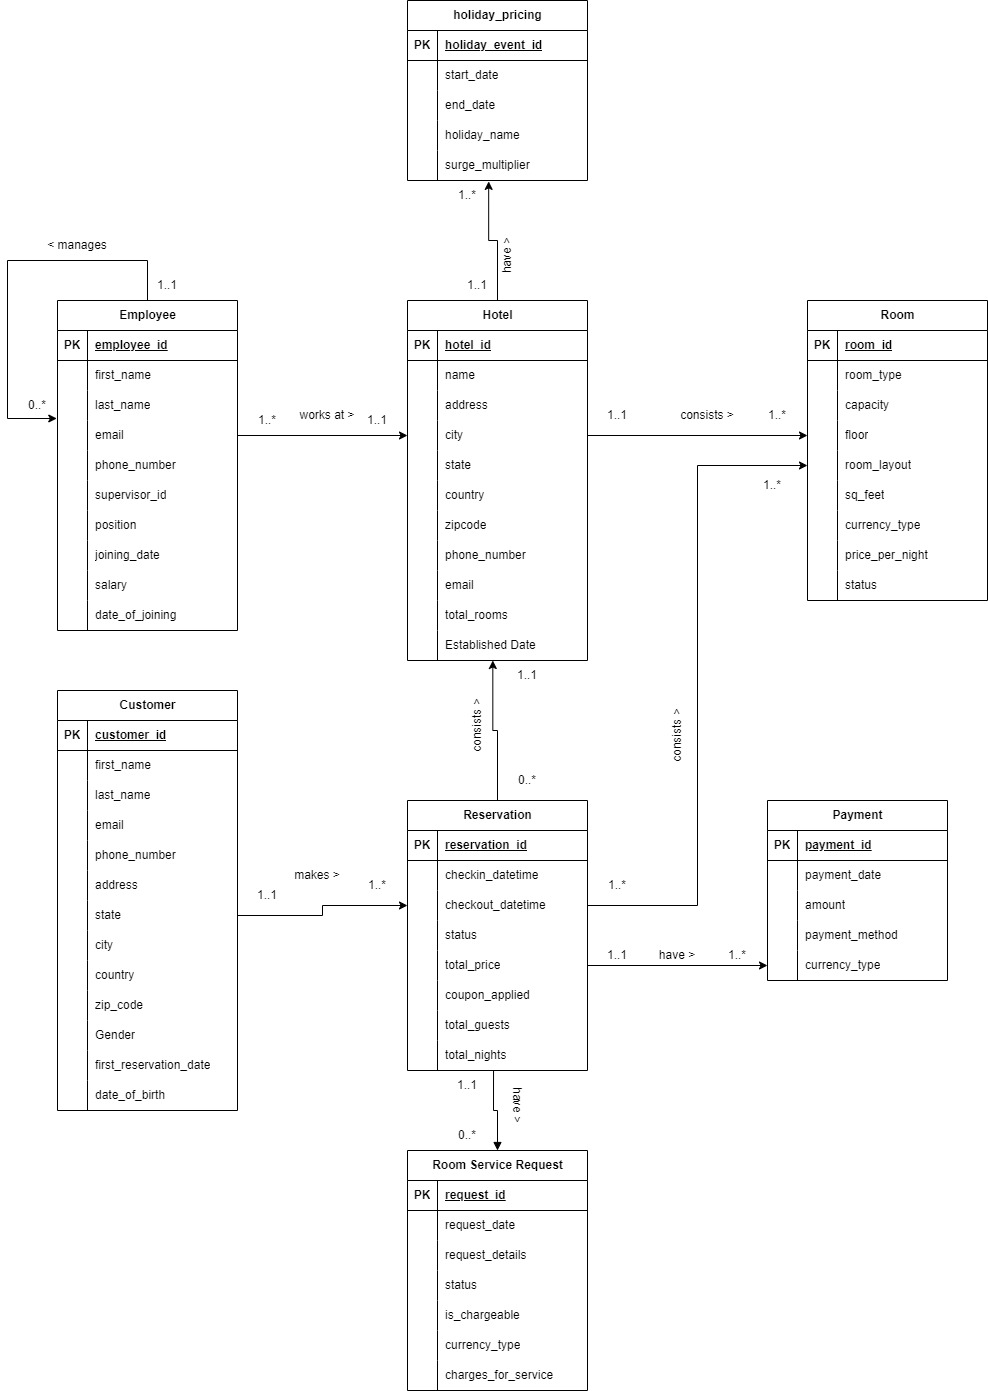 holiday_pricing
PK holiday_event_id
start_date
end_date
holiday_name
surge_multiplier
1..*
have >
1..1
< manages
1..1
0..*
Employee
PK employee_id
first_name
last_name
email
phone_number
supervisor_id
position
joining_date
salary
date_of_joining
1..*
works at >
1..1
Hotel
PK hotel_id
name
address
city
state
country
zipcode
phone_number
email
total_rooms
Established Date
1..1
consists >
1..*
Room
PK room_id
room_type
capacity
floor
room_layout
sq_feet
currency_type
price_per_night
status
1..*
1..1
consists >
0..*
consists >
Customer
PK customer_id
first_name
last_name
email
phone_number
address
state
city
country
zip_code
Gender
first_reservation_date
date_of_birth
makes >
1..1
1..*
Reservation
PK reservation_id
checkin_datetime
checkout_datetime
status
total_price
coupon_applied
total_guests
total_nights
1..*
1..1
have >
1..*
Payment
PK payment_id
payment_date
amount
payment_method
currency_type
1..1
have >
0..*
Room Service Request
PK request_id
request_date
request_details
status
is_chargeable
currency_type
charges_for_service